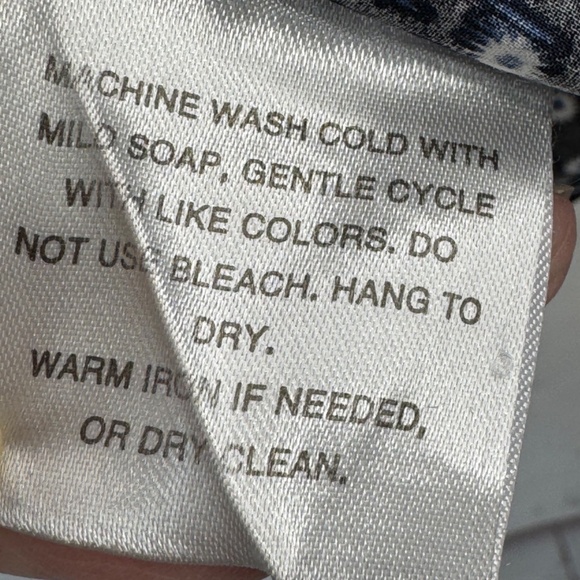 MACHINE WASH COLD WITH
MILD SOAP, GENTLE CYCLE
WITH LIKE COLORS. DO
NOT USE BLEACH. HANG TO
DRY.
WARM IRON IF NEEDED,
OR DRY CLEAN.